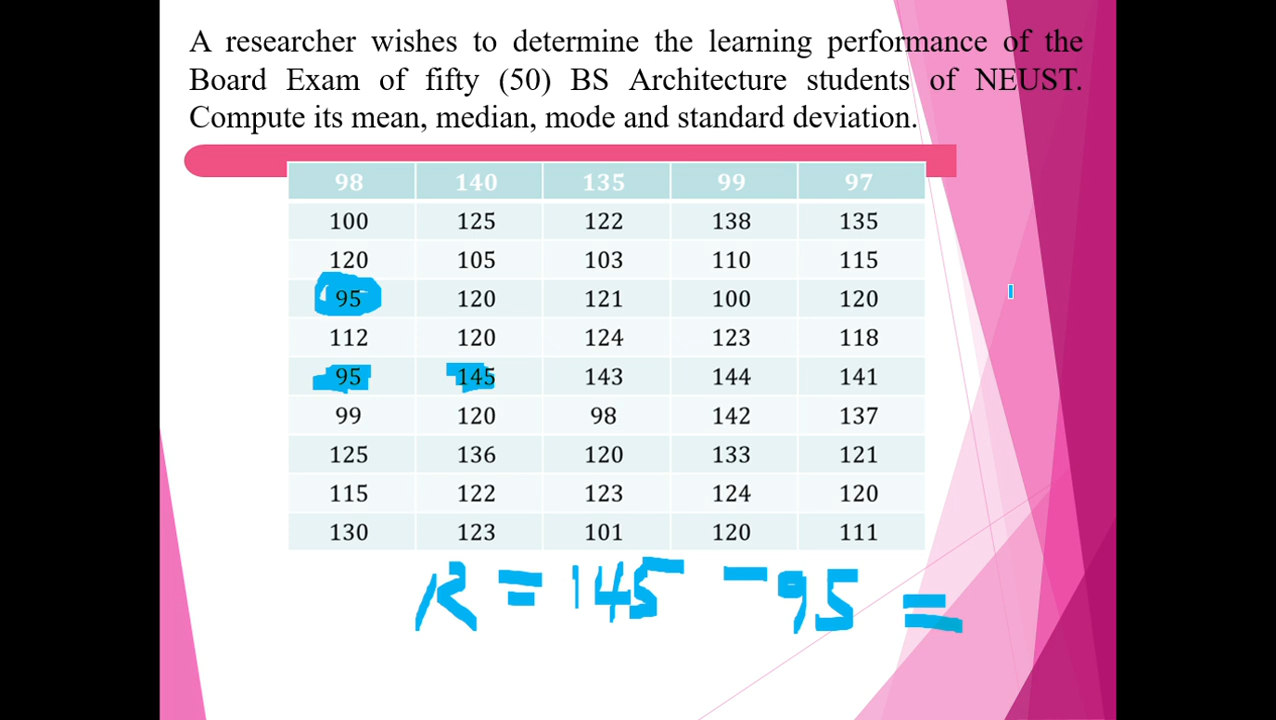 A researcher wishes to determine the learning performance of the
Board Exam of fifty (50) BS Architecture students of NEUST.
Compute its mean, median, mode and standard deviation.
98 140 135 99 97
100 125 122 138 135
120 105 103 110 115
95 120 121 100 120
112 120 124 123 118
95 145 143 144 141
99 120 98 142 137
125 136 120 133 121
115 122 123 124 120
130 123 101 120 111
R = 145 - 95 =